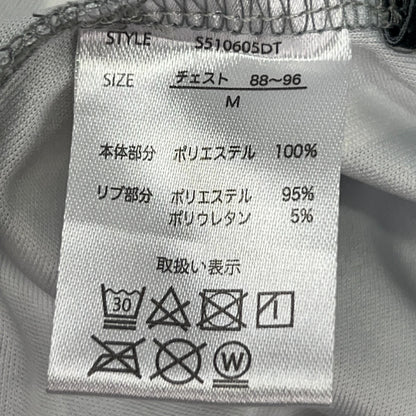 STYLE S510605DT
SIZE チェスト 88～96
M
本体部分 ポリエステル 100%
リブ部分 ポリエステル 95%
ポリウレタン 5%
取扱い表示
30
W